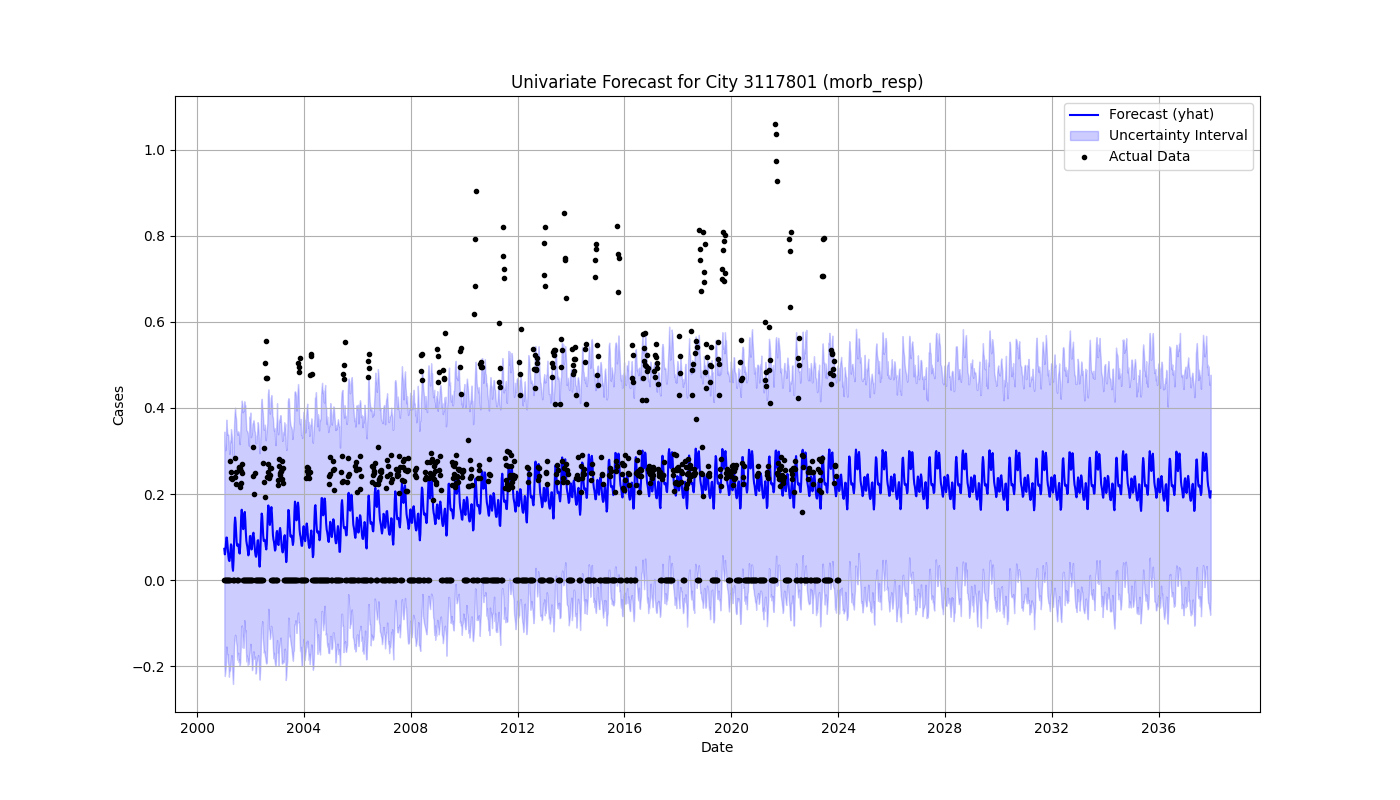 Univariate Forecast for City 3117801 (morb_resp)
Forecast (yhat)
Uncertainty Interval
Actual Data
1.0
0.8
0.6
0.4
0.2
0.0
−0.2
Cases
2000 2004 2008 2012 2016 2020 2024 2028 2032 2036
Date